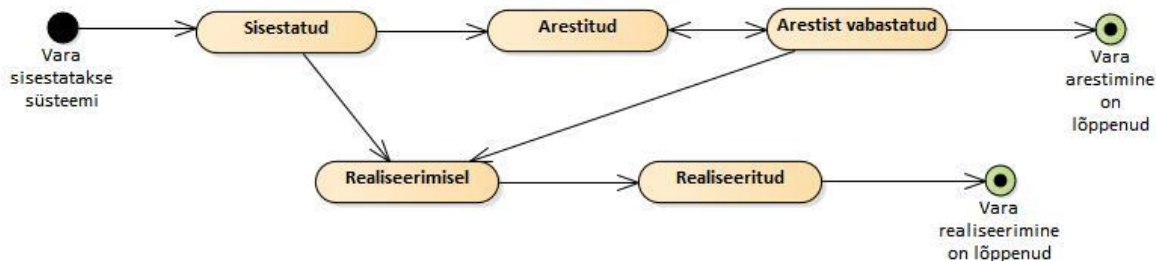 Sisestatud
Arestitud
Arestist vabastatud
Vara
sisestatakse
süsteemi
Vara
arestimine
on
lõppenud
Realiseerimisel
Realiseeritud
Vara
realiseerimine
on lõppenud